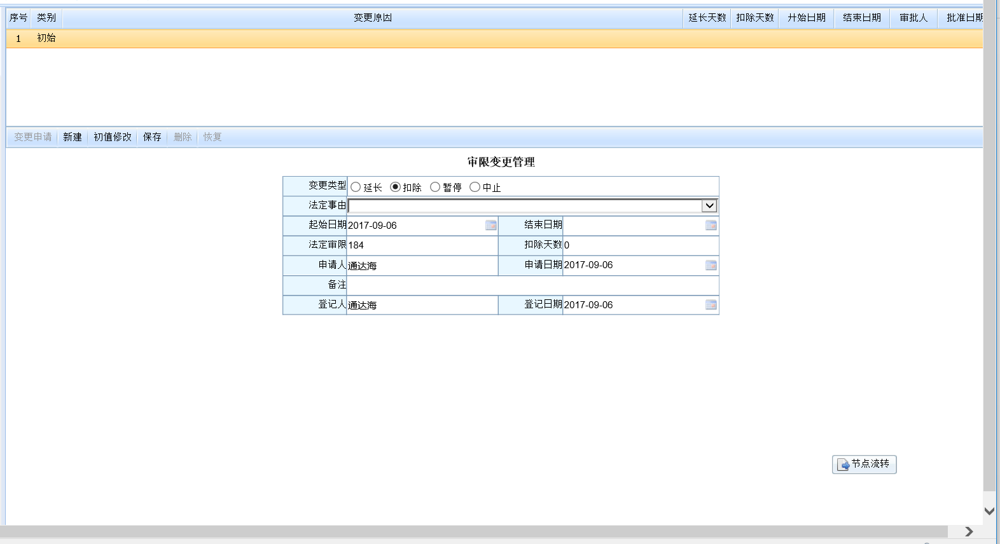 序号 类别 变更原因 延长天数 扣除天数 开始日期 结束日期 审批人 批准日期
1 初始
变更申请 新建 初值修改 保存 删除 恢复
审限变更管理
变更类型 延长 扣除 暂停 中止
法定事由
起始日期 2017-09-06 结束日期
法定审限 184 扣除天数 0
申请人 通达海 申请日期 2017-09-06
备注
登记人 通达海 登记日期 2017-09-06
节点流转